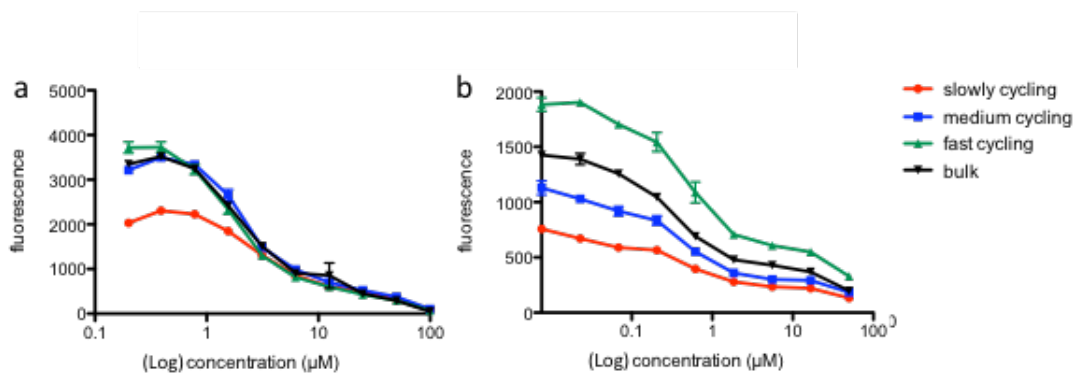 a
5000
4000
3000
2000
1000
0
fluorescence
0.1
1
10
100
(Log) concentration (µM)
b
2000
1500
1000
500
0
fluorescence
0.1
1
10
100
0
(Log) concentration (µM)
slowly cycling
medium cycling
fast cycling
bulk